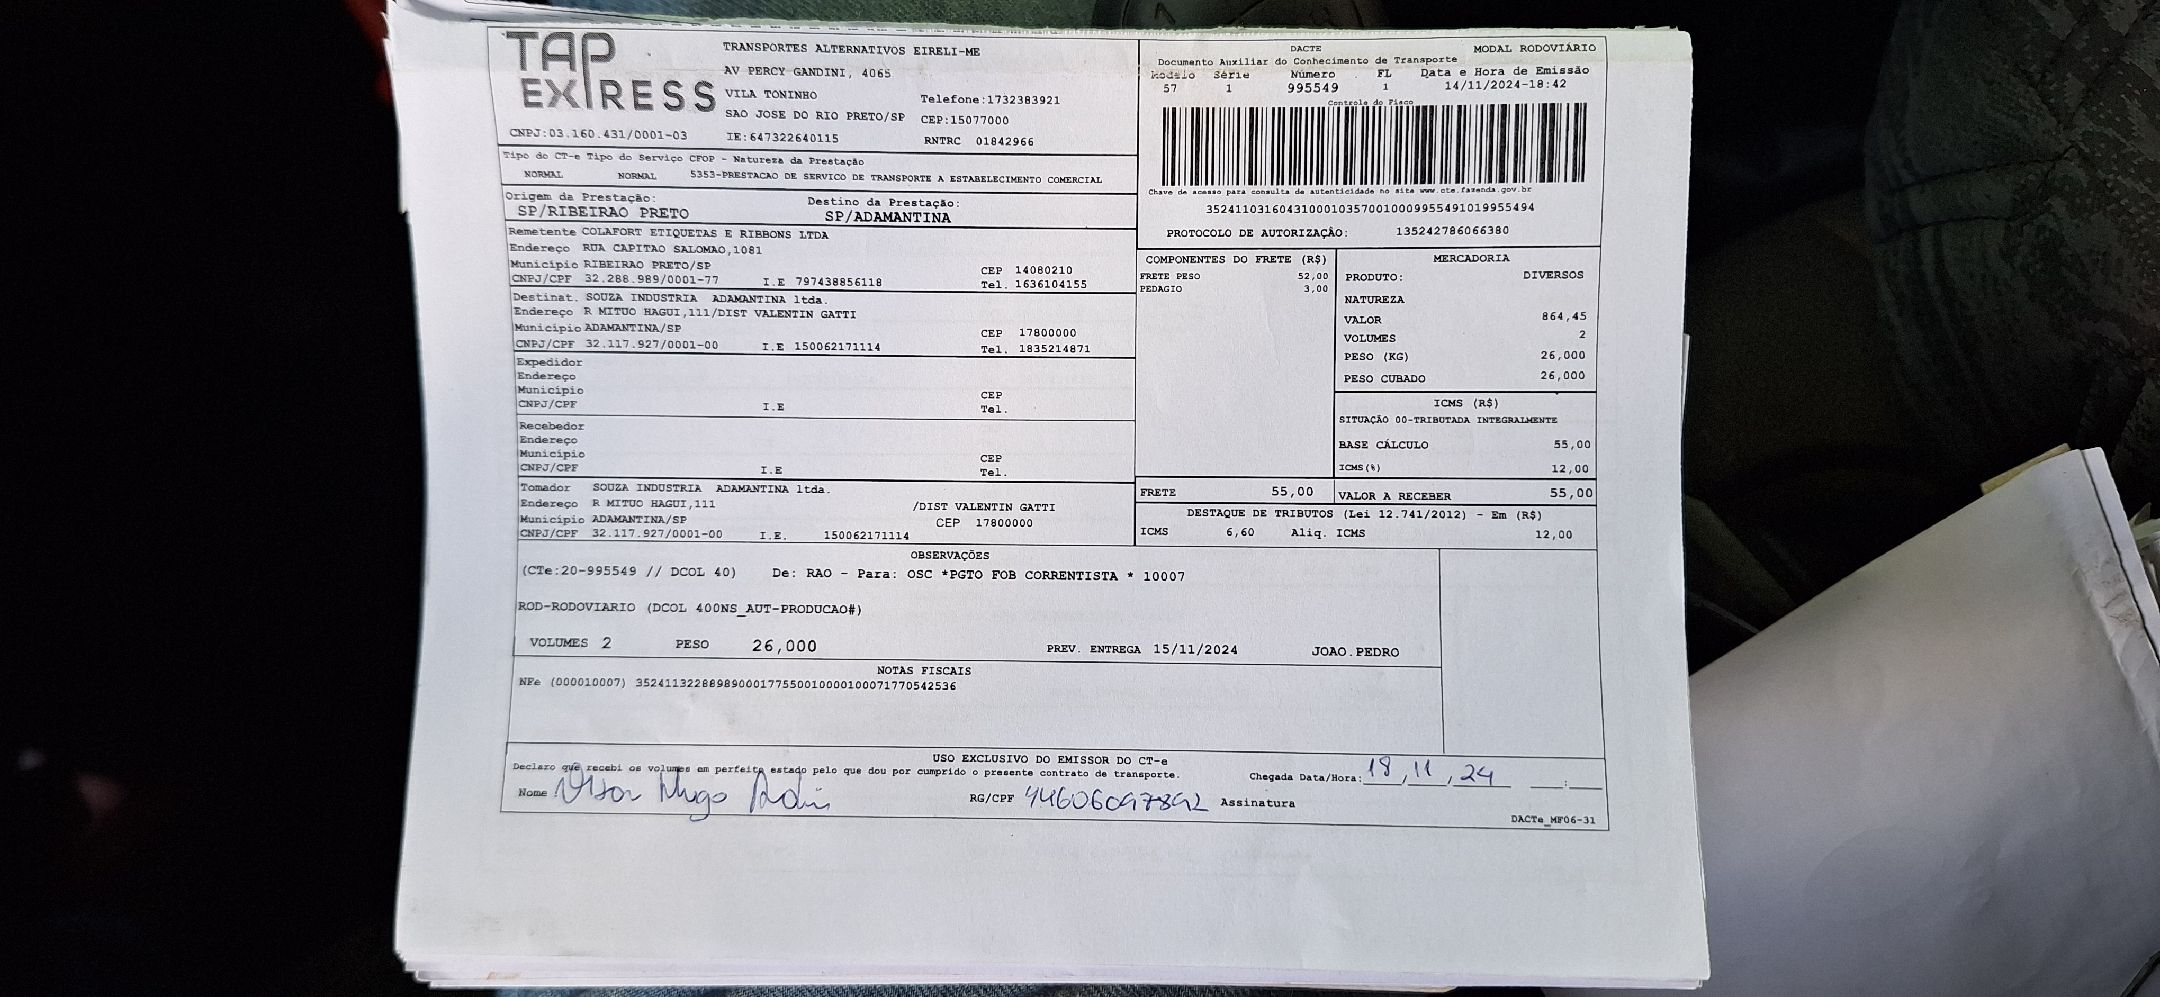 TAP
EXPRESS
TRANSPORTES ALTERNATIVOS EIRELI-ME
AV PERCY GANDINI, 4065
VILA TONINHO
Telefone:1732383921
SAO JOSE DO RIO PRETO/SP CEP:15077000
CNPJ:03.160.431/0001-03 IE:647322640115 RNTRC 01842966
DACTE MODAL RODOVIÁRIO
Documento Auxiliar do Conhecimento de Transporte
Modelo Série Número FL Data e Hora de Emissão
57 1 995549 1 14/11/2024-18:42
Controle do Fisco
Chave de acesso para consulta de autenticidade no site www.cte.fazenda.gov.br
35241103160431000103570010009955491019955494
PROTOCOLO DE AUTORIZAÇÃO: 135242786066380
Tipo do CT-e Tipo do Serviço CFOP - Natureza da Prestação
NORMAL NORMAL 5353-PRESTACAO DE SERVICO DE TRANSPORTE A ESTABELECIMENTO COMERCIAL
Origem da Prestação: Destino da Prestação:
SP/RIBEIRAO PRETO SP/ADAMANTINA
Remetente COLAFORT ETIQUETAS E RIBBONS LTDA
Endereço RUA CAPITAO SALOMAO,1081
Município RIBEIRAO PRETO/SP CEP 14080210
CNPJ/CPF 32.288.989/0001-77 I.E 797438856118 Tel. 1636104155
Destinat. SOUZA INDUSTRIA ADAMANTINA ltda.
Endereço R MITUO HAGUI,111/DIST VALENTIN GATTI
Município ADAMANTINA/SP CEP 17800000
CNPJ/CPF 32.117.927/0001-00 I.E 150062171114 Tel. 1835214871
Expedidor
Endereço
Município CEP
CNPJ/CPF I.E Tel.
Recebedor
Endereço
Município CEP
CNPJ/CPF I.E Tel.
Tomador SOUZA INDUSTRIA ADAMANTINA ltda.
Endereço R MITUO HAGUI,111 /DIST VALENTIN GATTI
Município ADAMANTINA/SP CEP 17800000
CNPJ/CPF 32.117.927/0001-00 I.E. 150062171114
COMPONENTES DO FRETE (R$)
FRETE PESO 52,00
PEDAGIO 3,00
MERCADORIA
PRODUTO: DIVERSOS
NATUREZA
VALOR 864,45
VOLUMES 2
PESO (KG) 26,000
PESO CUBADO 26,000
ICMS (R$)
SITUAÇÃO 00-TRIBUTADA INTEGRALMENTE
BASE CÁLCULO 55,00
ICMS(%) 12,00
FRETE 55,00 VALOR A RECEBER 55,00
DESTAQUE DE TRIBUTOS (Lei 12.741/2012) - Em (R$)
ICMS 6,60 Aliq. ICMS 12,00
OBSERVAÇÕES
(CTe:20-995549 // DCOL 40) De: RAO - Para: OSC *PGTO FOB CORRENTISTA * 10007
ROD-RODOVIARIO (DCOL 400NS_AUT-PRODUCAO#)
VOLUMES 2 PESO 26,000 PREV. ENTREGA 15/11/2024 JOAO.PEDRO
NOTAS FISCAIS
NFe (000010007) 35241132288989000177550010000100071770542536
USO EXCLUSIVO DO EMISSOR DO CT-e
Declaro que recebi os volumes em perfeito estado pelo que dou por cumprido o presente contrato de transporte. Chegada Data/Hora: 18, 11, 24 :
Nome Hugo RG/CPF 44606097892 Assinatura
DACTe_MF06-31